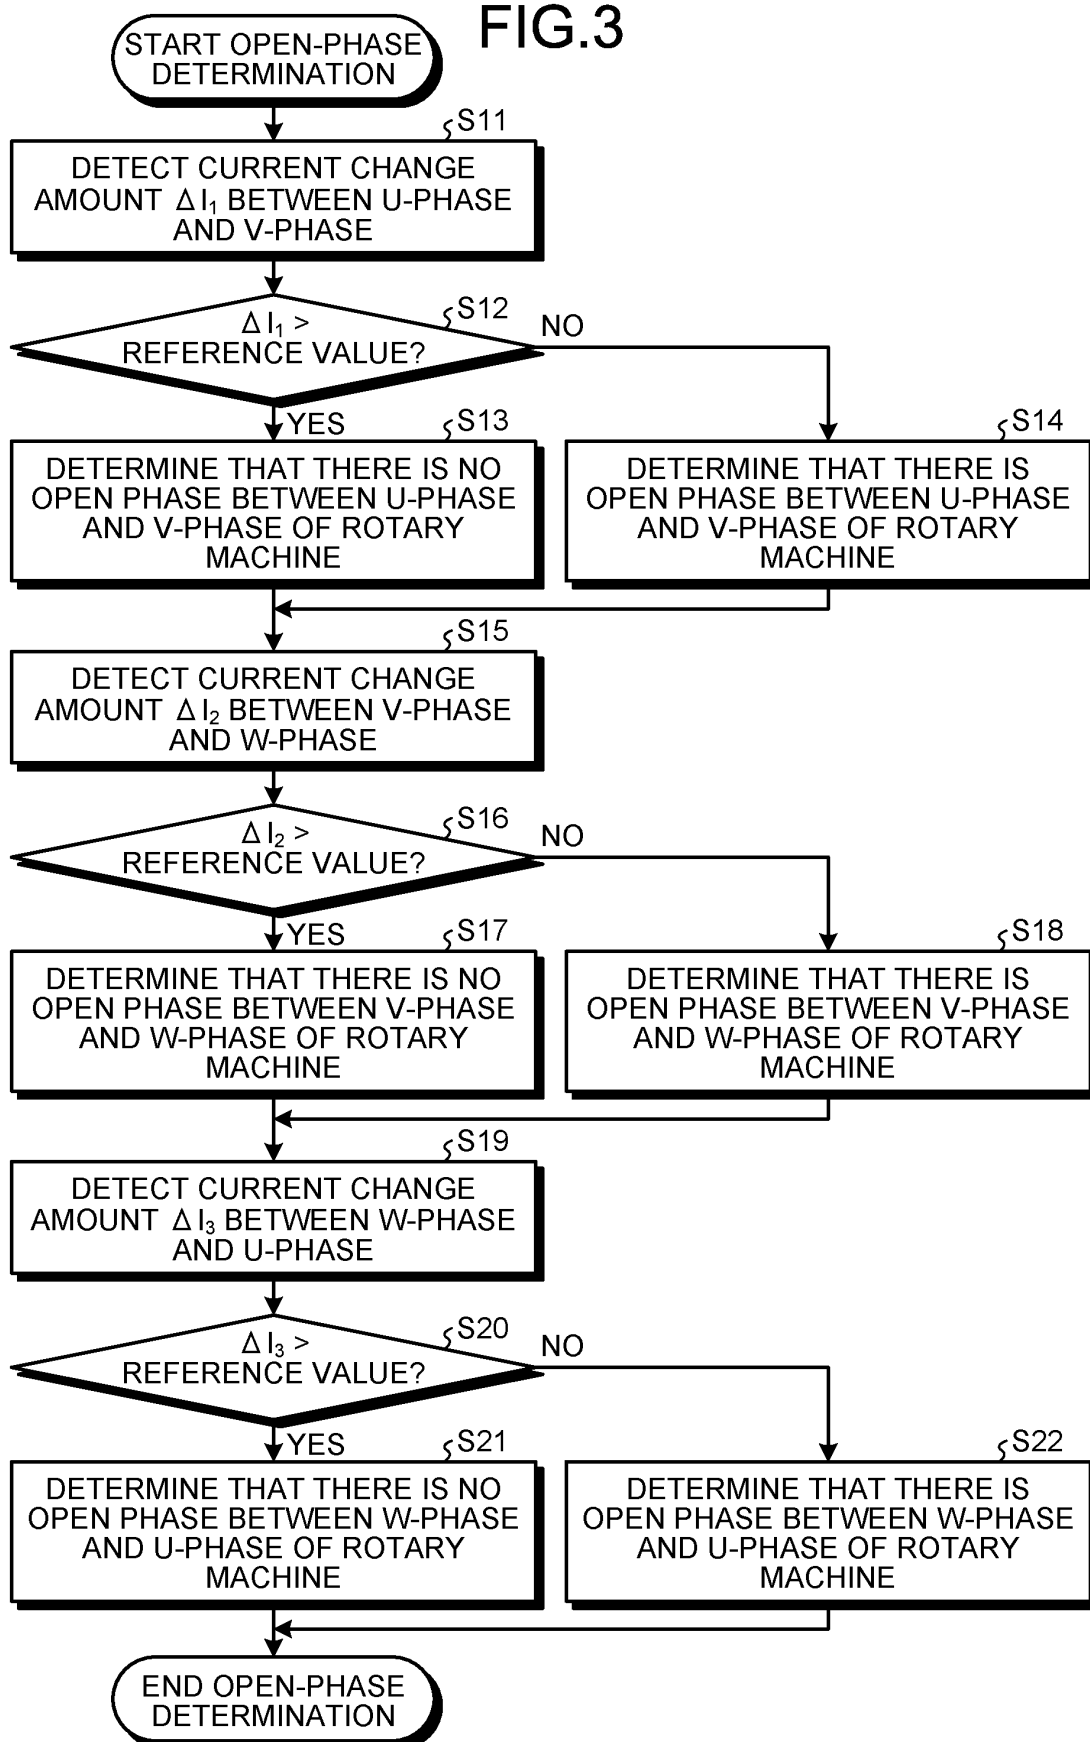 FIG.3
START OPEN-PHASE
DETERMINATION
S11
DETECT CURRENT CHANGE
AMOUNT ΔI₁ BETWEEN U-PHASE
AND V-PHASE
S12
ΔI₁ >
REFERENCE VALUE?
NO
YES
S13
DETERMINE THAT THERE IS NO
OPEN PHASE BETWEEN U-PHASE
AND V-PHASE OF ROTARY
MACHINE
S14
DETERMINE THAT THERE IS
OPEN PHASE BETWEEN U-PHASE
AND V-PHASE OF ROTARY
MACHINE
S15
DETECT CURRENT CHANGE
AMOUNT ΔI₂ BETWEEN V-PHASE
AND W-PHASE
S16
ΔI₂ >
REFERENCE VALUE?
NO
YES
S17
DETERMINE THAT THERE IS NO
OPEN PHASE BETWEEN V-PHASE
AND W-PHASE OF ROTARY
MACHINE
S18
DETERMINE THAT THERE IS
OPEN PHASE BETWEEN V-PHASE
AND W-PHASE OF ROTARY
MACHINE
S19
DETECT CURRENT CHANGE
AMOUNT ΔI₃ BETWEEN W-PHASE
AND U-PHASE
S20
ΔI₃ >
REFERENCE VALUE?
NO
YES
S21
DETERMINE THAT THERE IS NO
OPEN PHASE BETWEEN W-PHASE
AND U-PHASE OF ROTARY
MACHINE
S22
DETERMINE THAT THERE IS
OPEN PHASE BETWEEN W-PHASE
AND U-PHASE OF ROTARY
MACHINE
END OPEN-PHASE
DETERMINATION